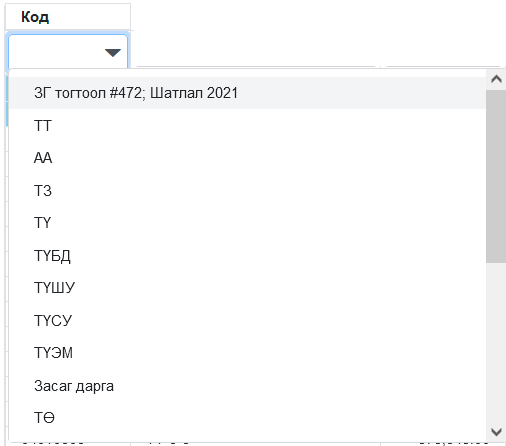 Код
ЗГ тогтоол #472; Шатлал 2021
ТТ
АА
ТЗ
ТҮ
ТҮБД
ТҮШУ
ТҮСУ
ТҮЭМ
Засаг дарга
ТӨ